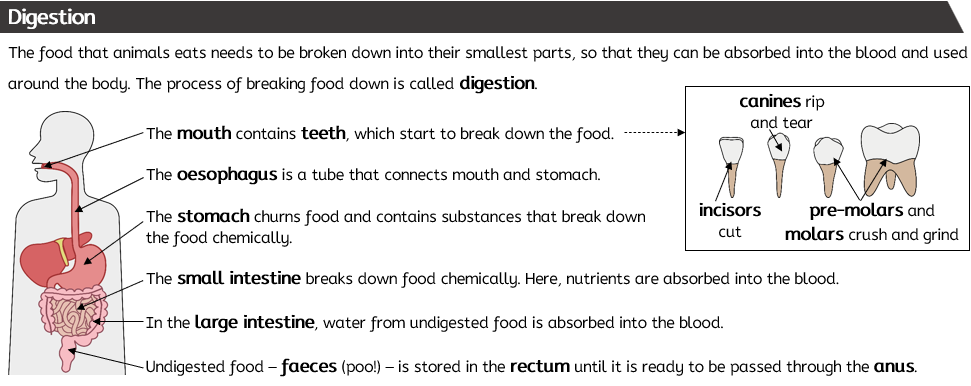 Digestion
The food that animals eats needs to be broken down into their smallest parts, so that they can be absorbed into the blood and used
around the body. The process of breaking food down is called digestion.
The mouth contains teeth, which start to break down the food.
canines rip
and tear
incisors
cut
pre-molars and
molars crush and grind
The oesophagus is a tube that connects mouth and stomach.
The stomach churns food and contains substances that break down
the food chemically.
The small intestine breaks down food chemically. Here, nutrients are absorbed into the blood.
In the large intestine, water from undigested food is absorbed into the blood.
Undigested food – faeces (poo!) – is stored in the rectum until it is ready to be passed through the anus.